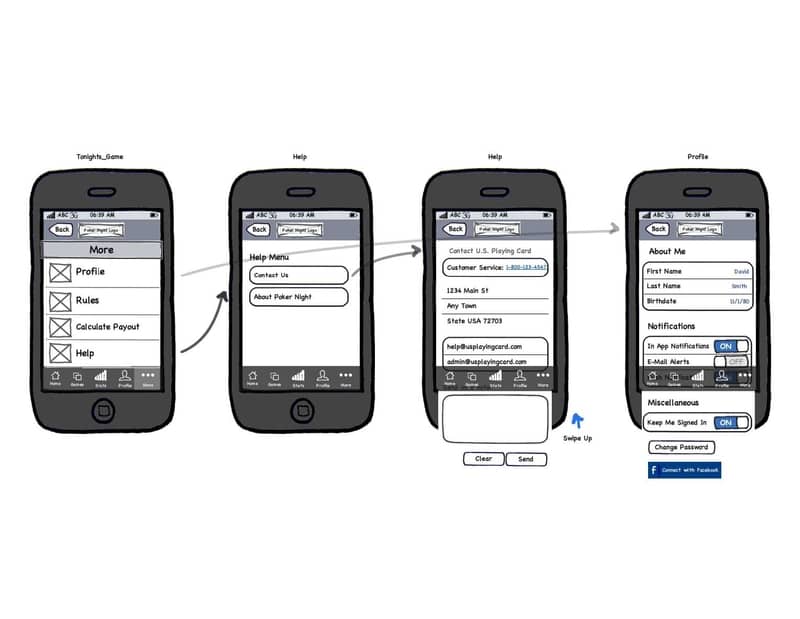 Tonights_Game
ABC 3G 06:39 AM
Back Poker Night Logo
More
Profile
Rules
Calculate Payout
Help
Home Games Stats Profile More
Help
ABC 3G 06:39 AM
Back Poker Night Logo
Help Menu
Contact Us
About Poker Night
Home Games Stats Profile More
Help
ABC 3G 06:39 AM
Back Poker Night Logo
Contact U.S. Playing Card
Customer Service: 1-800-123-4567
1234 Main St
Any Town
State USA 72703
help@usplayingcard.com
admin@usplayingcard.com
Home Games Stats Profile More
Clear Send
Swipe Up
Profile
ABC 3G 06:39 AM
Back Poker Night Logo
About Me
First Name David
Last Name Smith
Birthdate 11/1/80
Notifications
In App Notifications ON
E-Mail Alerts OFF
Home Games Stats Profile More
Miscellaneous
Keep Me Signed In ON
Change Password
f Connect with Facebook